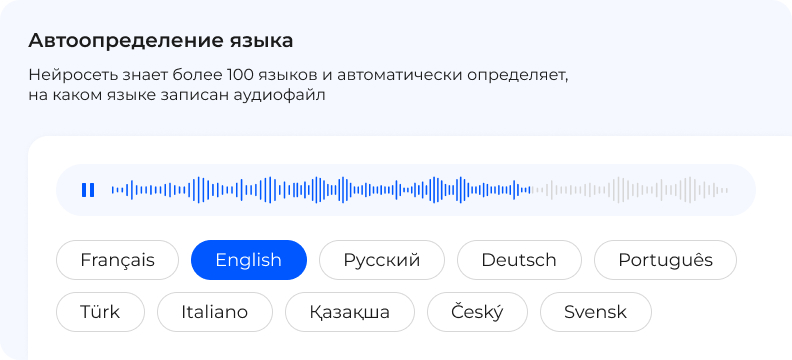 Автоопределение языка
Нейросеть знает более 100 языков и автоматически определяет,
на каком языке записан аудиофайл
Français English Русский Deutsch Português
Türk Italiano Қазақша Český Svensk